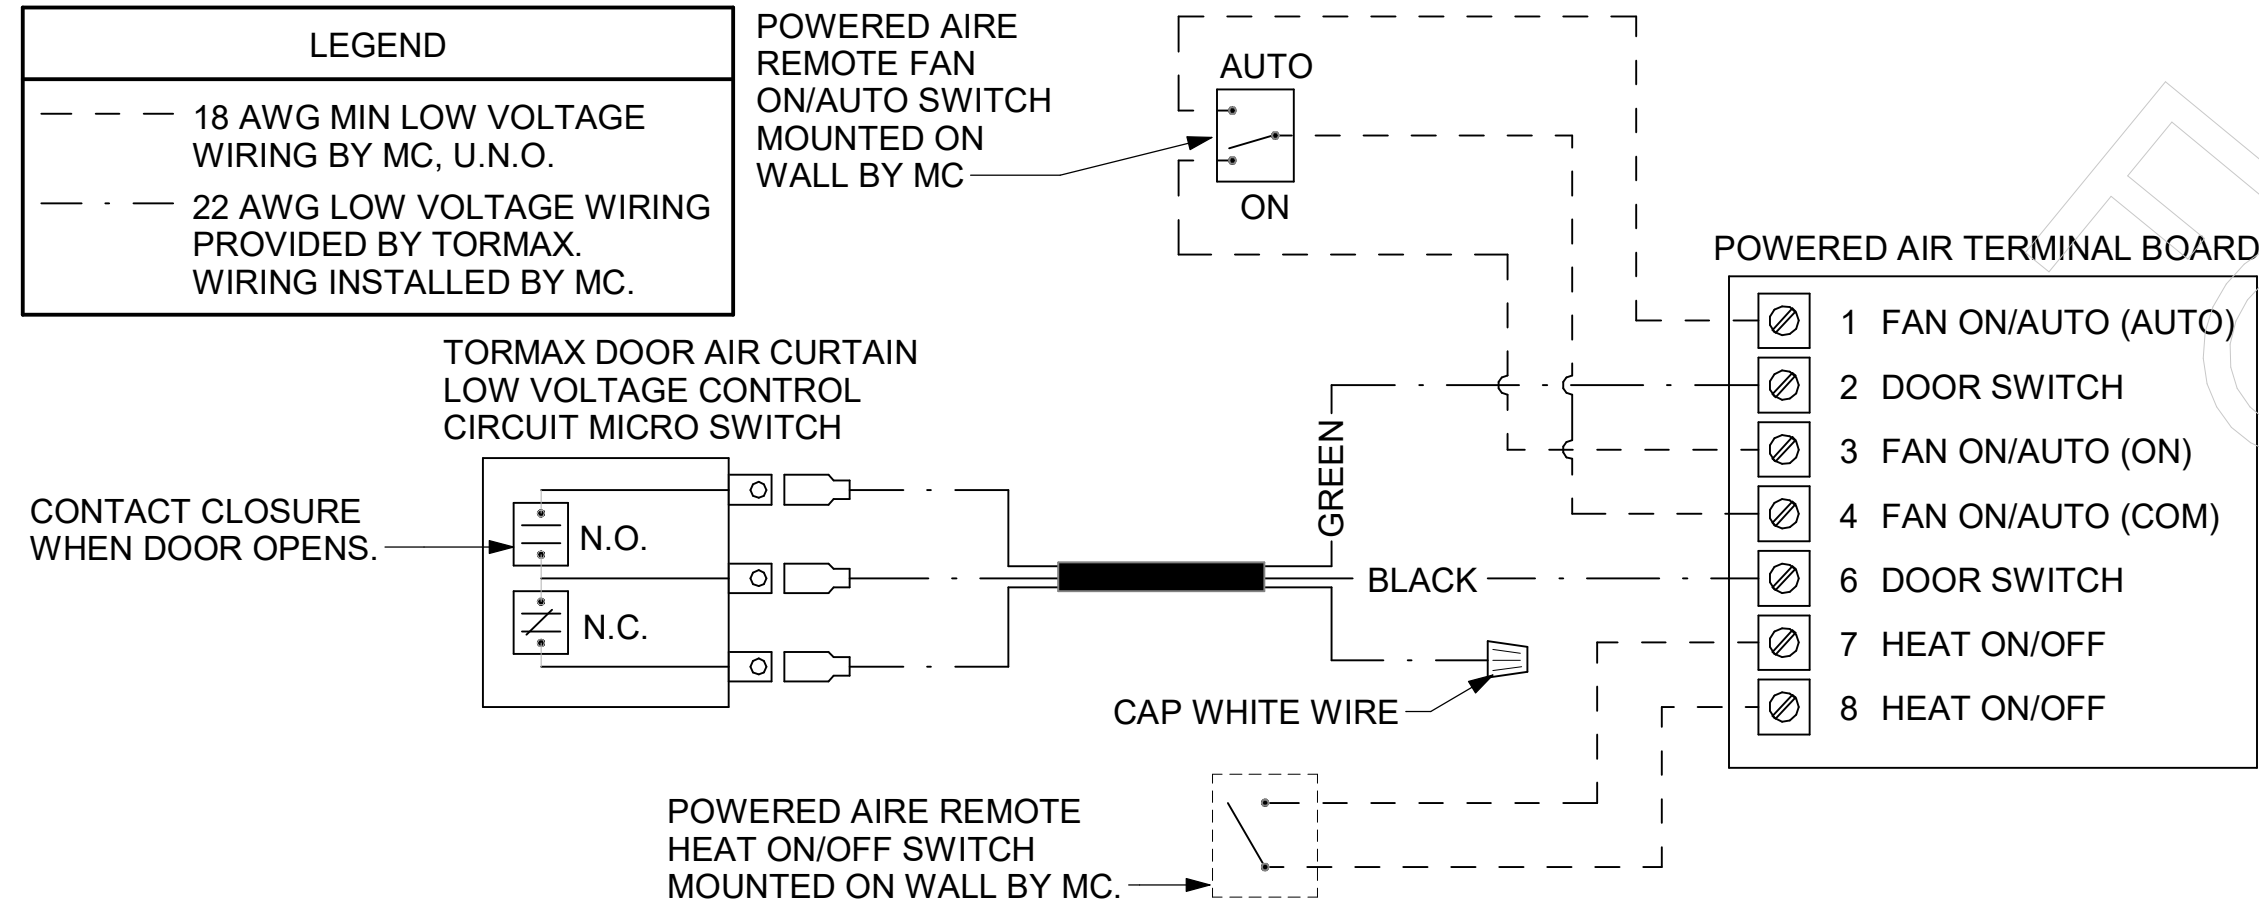 LEGEND
18 AWG MIN LOW VOLTAGE
WIRING BY MC, U.N.O.
22 AWG LOW VOLTAGE WIRING
PROVIDED BY TORMAX.
WIRING INSTALLED BY MC.
POWERED AIRE
REMOTE FAN
ON/AUTO SWITCH
MOUNTED ON
WALL BY MC
AUTO
ON
POWERED AIR TERMINAL BOARD
1 FAN ON/AUTO (AUTO)
2 DOOR SWITCH
3 FAN ON/AUTO (ON)
4 FAN ON/AUTO (COM)
6 DOOR SWITCH
7 HEAT ON/OFF
8 HEAT ON/OFF
TORMAX DOOR AIR CURTAIN
LOW VOLTAGE CONTROL
CIRCUIT MICRO SWITCH
CONTACT CLOSURE
WHEN DOOR OPENS.
N.O.
N.C.
GREEN
BLACK
CAP WHITE WIRE
POWERED AIRE REMOTE
HEAT ON/OFF SWITCH
MOUNTED ON WALL BY MC.